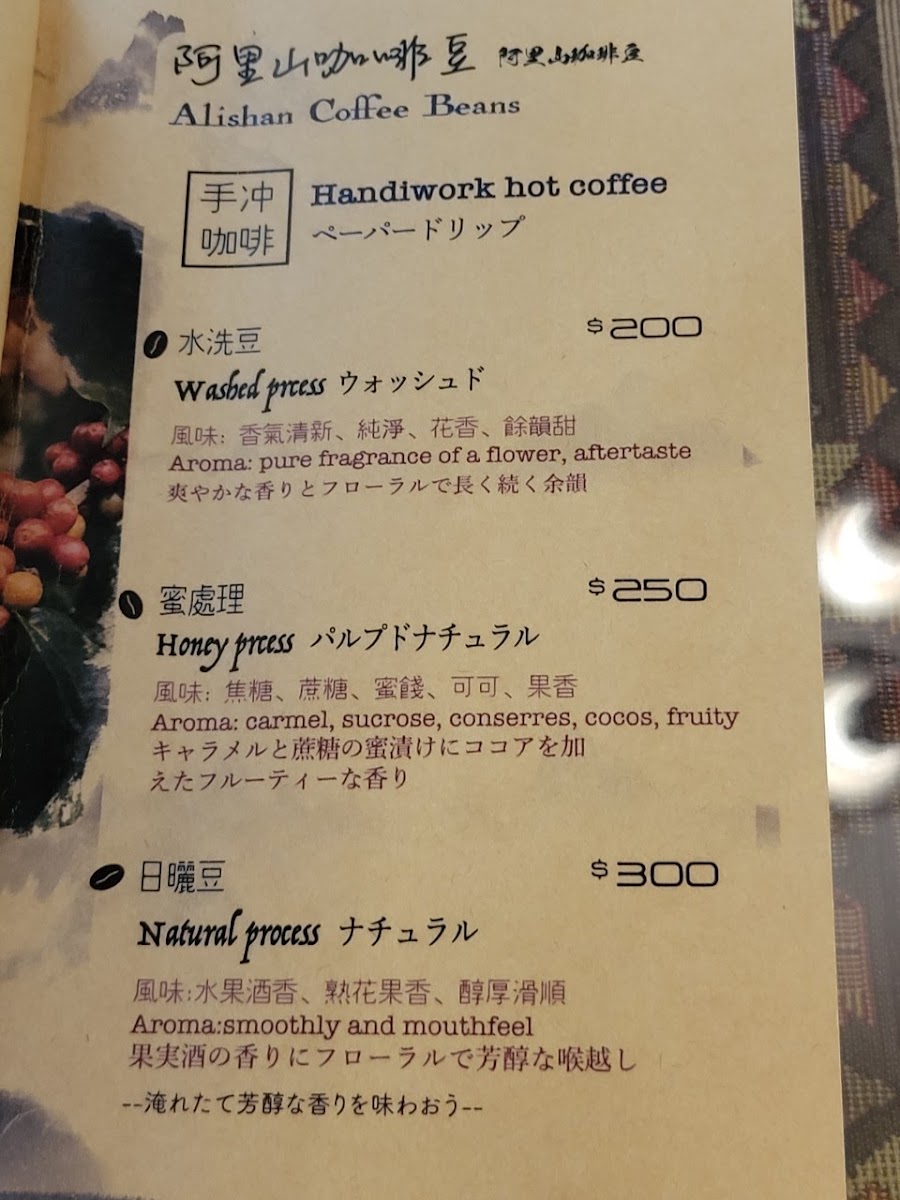 阿里山咖啡豆 阿里山珈琲豆
Alishan Coffee Beans
手冲
咖啡
Handiwork hot coffee
ペーパードリップ
水洗豆 $200
Washed prcess ウォッシュド
風味: 香氣清新、純淨、花香、餘韻甜
Aroma: pure fragrance of a flower, aftertaste
爽やかな香りとフローラルで長く続く余韻
蜜處理 $250
Honey prcess パルプドナチュラル
風味: 焦糖、蔗糖、蜜餞、可可、果香
Aroma: carmel, sucrose, conserres, cocos, fruity
キャラメルと蔗糖の蜜漬けにココアを加
えたフルーティーな香り
日曬豆 $300
Natural process ナチュラル
風味:水果酒香、熟花果香、醇厚滑順
Aroma:smoothly and mouthfeel
果実酒の香りにフローラルで芳醇な喉越し
--淹れたて芳醇な香りを味わおう--